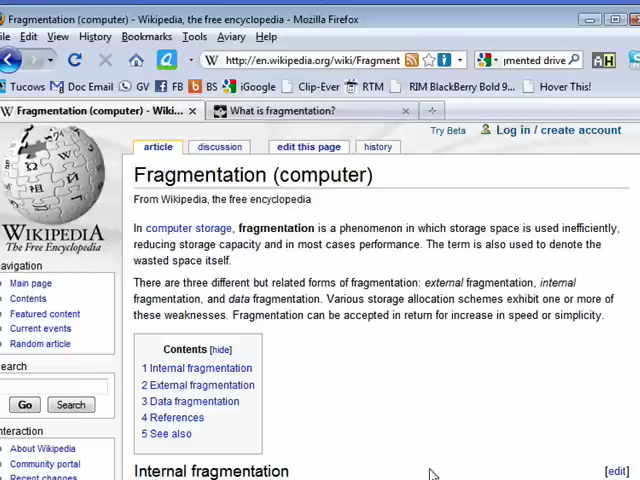 Fragmentation (computer) - Wikipedia, the free encyclopedia - Mozilla Firefox
Edit View History Bookmarks Tools Aviary Help
W http://en.wikipedia.org/wiki/Fragment mented drive
Tucows Doc Email GV FB BS iGoogle Clip-Ever RTM RIM BlackBerry Bold 9... Hover This!
W Fragmentation (computer) - Wiki... What is fragmentation?
Try Beta Log in / create account
article discussion edit this page history
Fragmentation (computer)
From Wikipedia, the free encyclopedia
WIKIPEDIA
The Free Encyclopedia
In computer storage, fragmentation is a phenomenon in which storage space is used inefficiently,
reducing storage capacity and in most cases performance. The term is also used to denote the
wasted space itself.
There are three different but related forms of fragmentation: external fragmentation, internal
fragmentation, and data fragmentation. Various storage allocation schemes exhibit one or more of
these weaknesses. Fragmentation can be accepted in return for increase in speed or simplicity.
avigation
Main page
Contents
Featured content
Current events
Random article
earch
Go Search
nteraction
About Wikipedia
Community portal
Recent changes
Contents [hide]
1 Internal fragmentation
2 External fragmentation
3 Data fragmentation
4 References
5 See also
Internal fragmentation [edit]